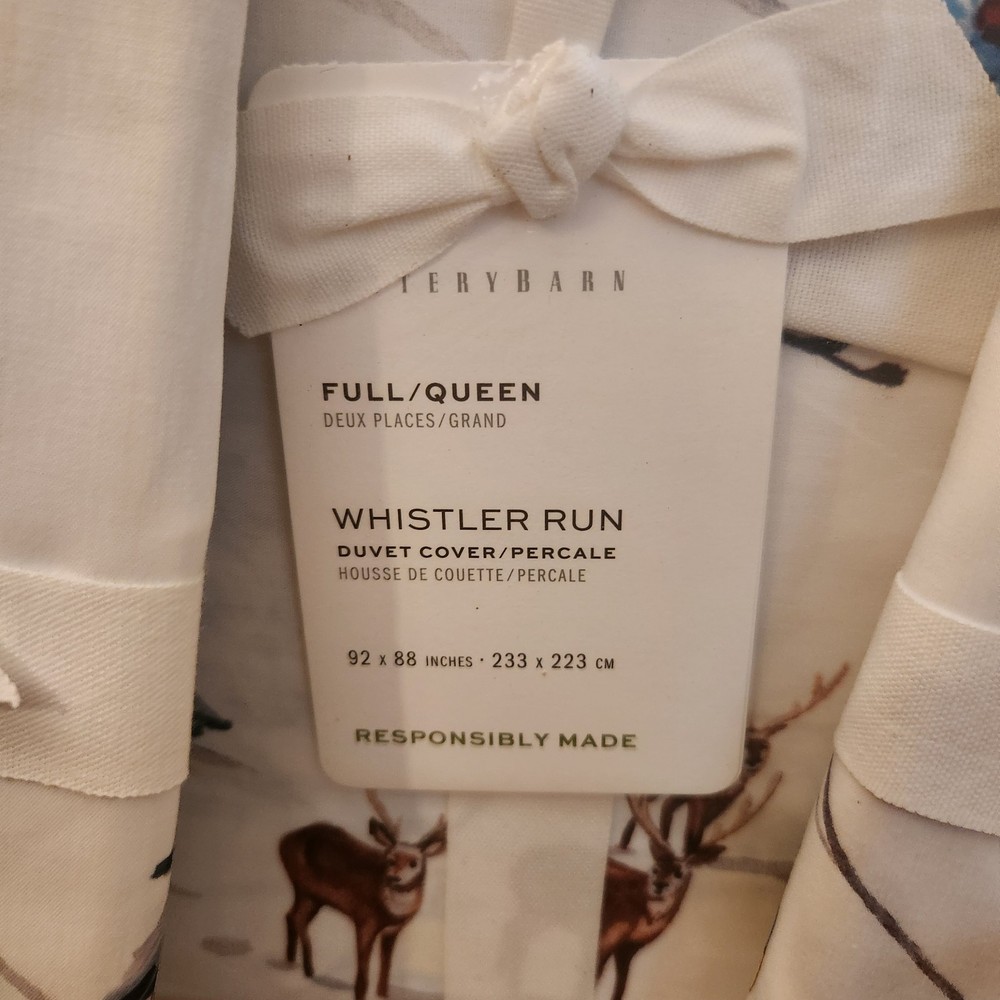 TERYBARN
FULL/QUEEN
DEUX PLACES/GRAND
WHISTLER RUN
DUVET COVER/PERCALE
HOUSSE DE COUETTE/PERCALE
92 x 88 INCHES · 233 x 223 CM
RESPONSIBLY MADE